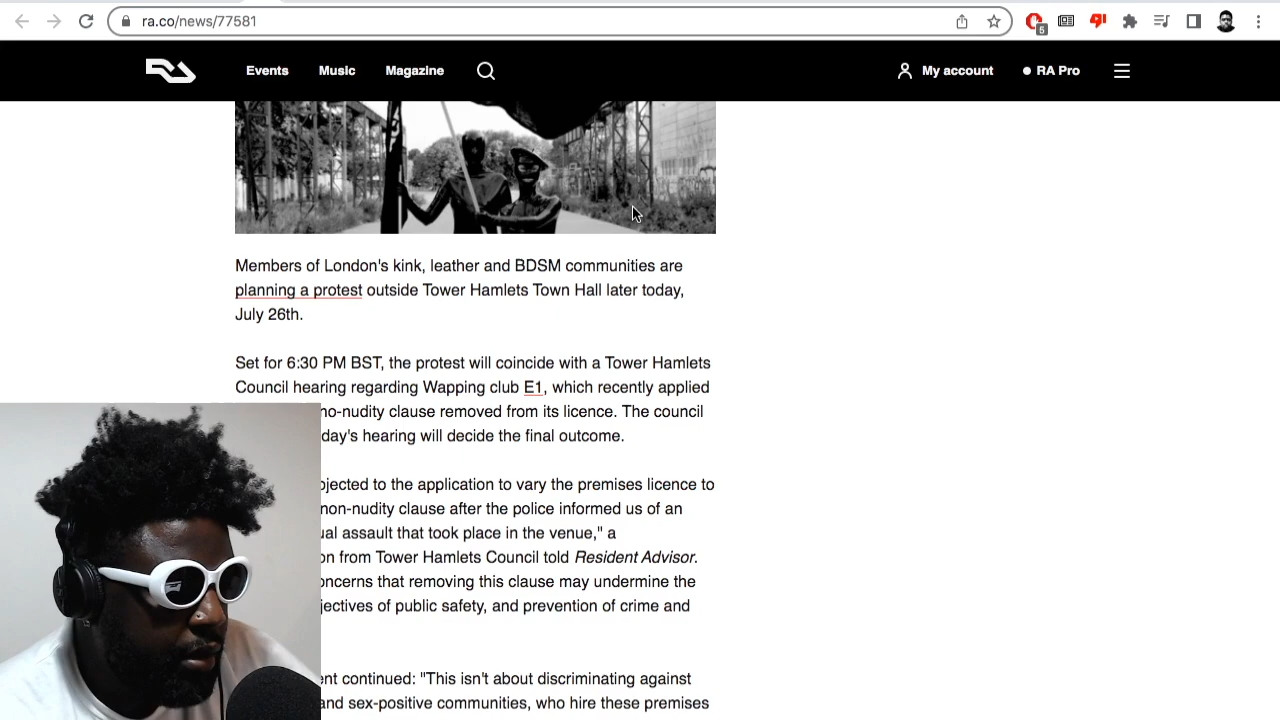 ra.co/news/77581
5
Events Music Magazine My account RA Pro
Members of London's kink, leather and BDSM communities are
planning a protest outside Tower Hamlets Town Hall later today,
July 26th.
Set for 6:30 PM BST, the protest will coincide with a Tower Hamlets
Council hearing regarding Wapping club E1, which recently applied
no-nudity clause removed from its licence. The council
day's hearing will decide the final outcome.
to the application to vary the premises licence to
non-nudity clause after the police informed us of an
assault that took place in the venue," a
from Tower Hamlets Council told Resident Advisor.
that removing this clause may undermine the
of public safety, and prevention of crime and
continued: "This isn't about discriminating against
and sex-positive communities, who hire these premises